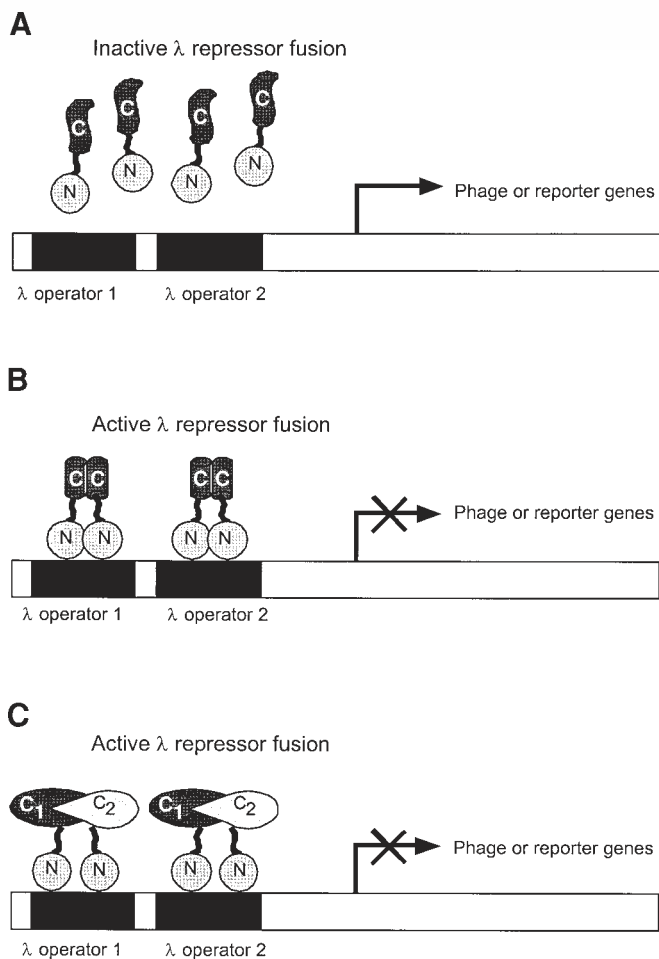 A
Inactive λ repressor fusion
C C C C
N N N N
Phage or reporter genes
λ operator 1 λ operator 2
B
Active λ repressor fusion
C C C C
N N N N
Phage or reporter genes
λ operator 1 λ operator 2
C
Active λ repressor fusion
C1 C2 C1 C2
N N N N
Phage or reporter genes
λ operator 1 λ operator 2